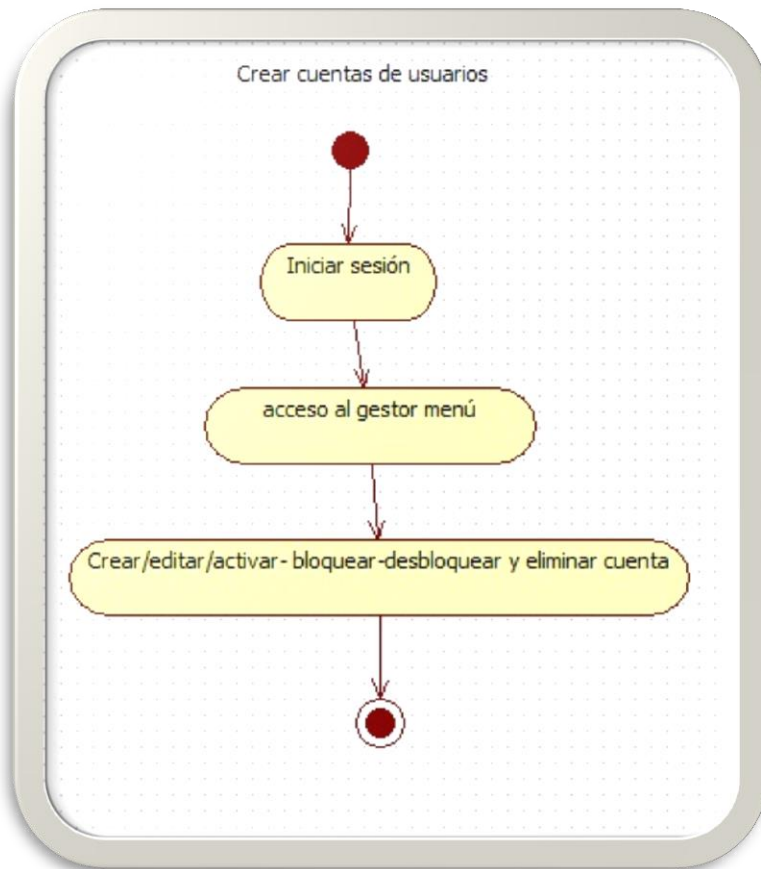 Crear cuentas de usuarios
Iniciar sesión
acceso al gestor menú
Crear/editar/activar- bloquear-desbloquear y eliminar cuenta